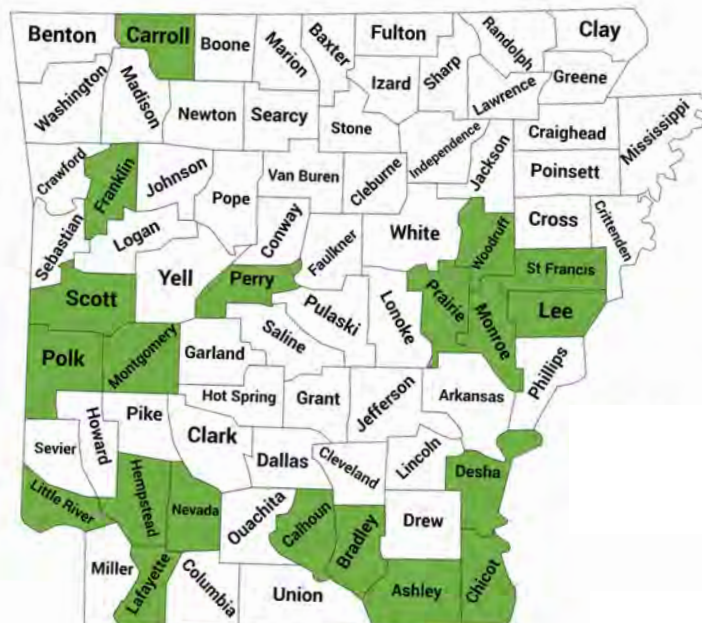 Benton
Carroll
Boone
Marion
Baxter
Fulton
Randolph
Clay
Izard
Sharp
Lawrence
Greene
Washington
Madison
Newton
Searcy
Stone
Independence
Jackson
Craighead
Mississippi
Poinsett
Crawford
Franklin
Johnson
Pope
Van Buren
Cleburne
Sebastian
Logan
Conway
Faulkner
White
Woodruff
Cross
Crittenden
Scott
Yell
Perry
Pulaski
Lonoke
Prairie
Monroe
St Francis
Lee
Polk
Montgomery
Garland
Saline
Phillips
Hot Spring
Grant
Jefferson
Arkansas
Sevier
Howard
Pike
Clark
Dallas
Cleveland
Lincoln
Desha
Little River
Hempstead
Nevada
Ouachita
Calhoun
Bradley
Drew
Miller
Lafayette
Columbia
Union
Ashley
Chicot